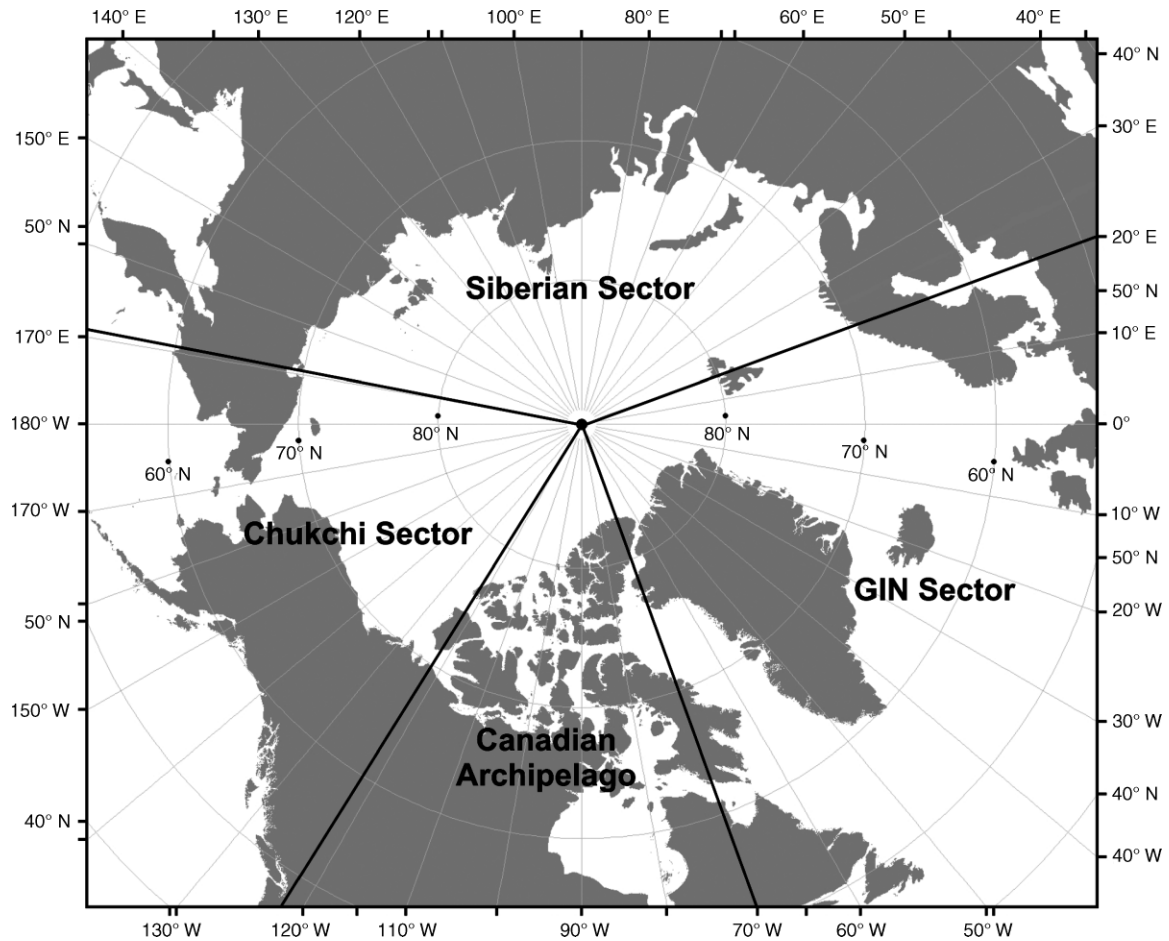 140° E 130° E 120° E 100° E 80° E 60° E 50° E 40° E
40° N
150° E
30° E
50° N
20° E
Siberian Sector
50° N
170° E
10° E
180° W
80° N
80° N
0°
70° N
70° N
60° N
60° N
170° W
10° W
Chukchi Sector
50° N
GIN Sector
20° W
50° N
150° W
30° W
Canadian
Archipelago
40° N
40° N
40° W
130° W 110° W 90° W 70° W 60° W 50° W